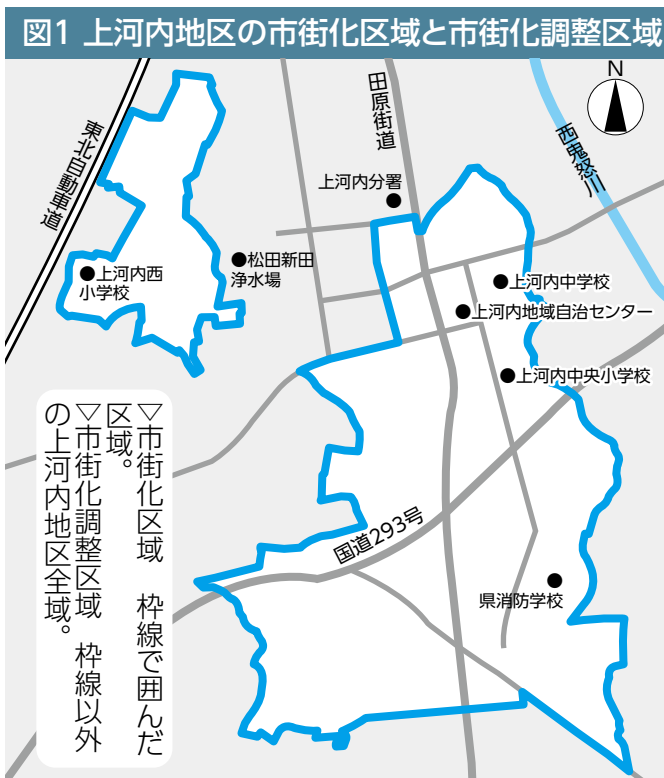 図1 上河内地区の市街化区域と市街化調整区域
N
田原街道
西鬼怒川
東北自動車道
上河内分署
●松田新田
浄水場
●上河内西
小学校
●上河内中学校
●上河内地域自治センター
●上河内中央小学校
国道293号
県消防学校
▽市街化区域　枠線で囲んだ
区域。
▽市街化調整区域　枠線以外
の上河内地区全域。